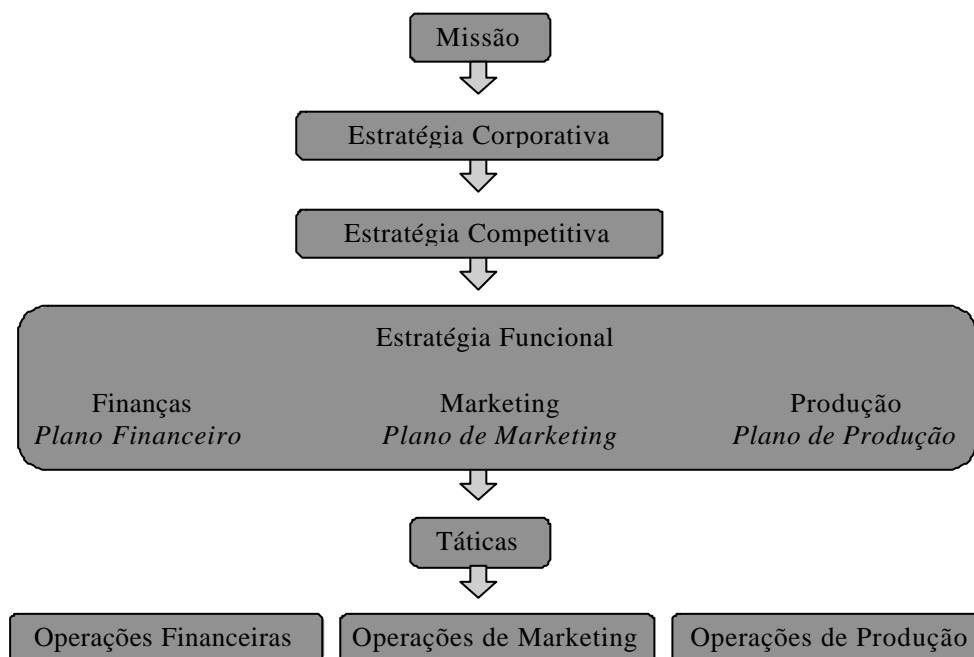 Missão
Estratégia Corporativa
Estratégia Competitiva
Estratégia Funcional
Finanças Marketing Produção
Plano Financeiro Plano de Marketing Plano de Produção
Táticas
Operações Financeiras Operações de Marketing Operações de Produção